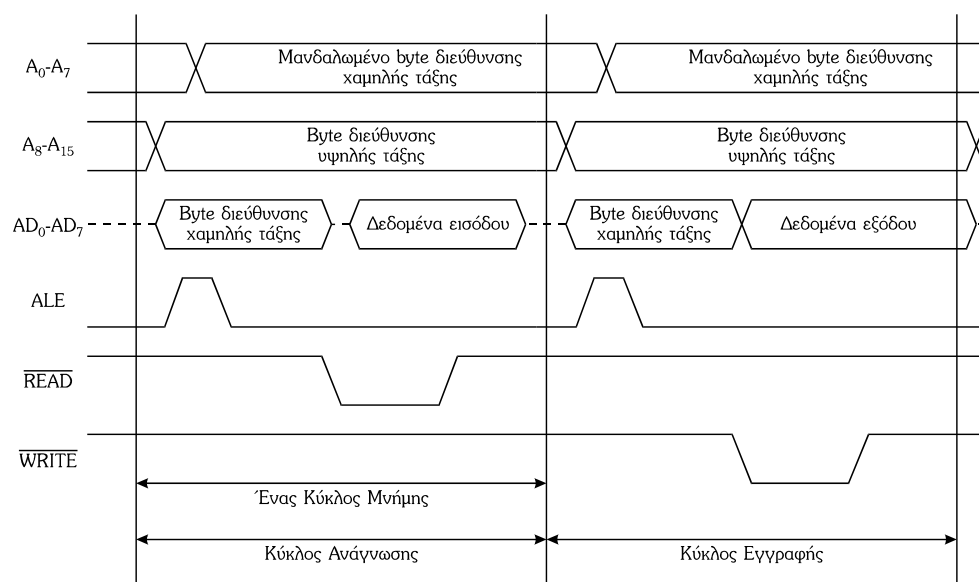 A₀-A₇
Μανδαλωμένο byte διεύθυνσης
χαμηλής τάξης
Μανδαλωμένο byte διεύθυνσης
χαμηλής τάξης
A₈-A₁₅
Byte διεύθυνσης
υψηλής τάξης
Byte διεύθυνσης
υψηλής τάξης
AD₀-AD₇
Byte διεύθυνσης
χαμηλής τάξης
Δεδομένα εισόδου
Byte διεύθυνσης
χαμηλής τάξης
Δεδομένα εξόδου
ALE
READ
WRITE
Ένας Κύκλος Μνήμης
Κύκλος Ανάγνωσης
Κύκλος Εγγραφής